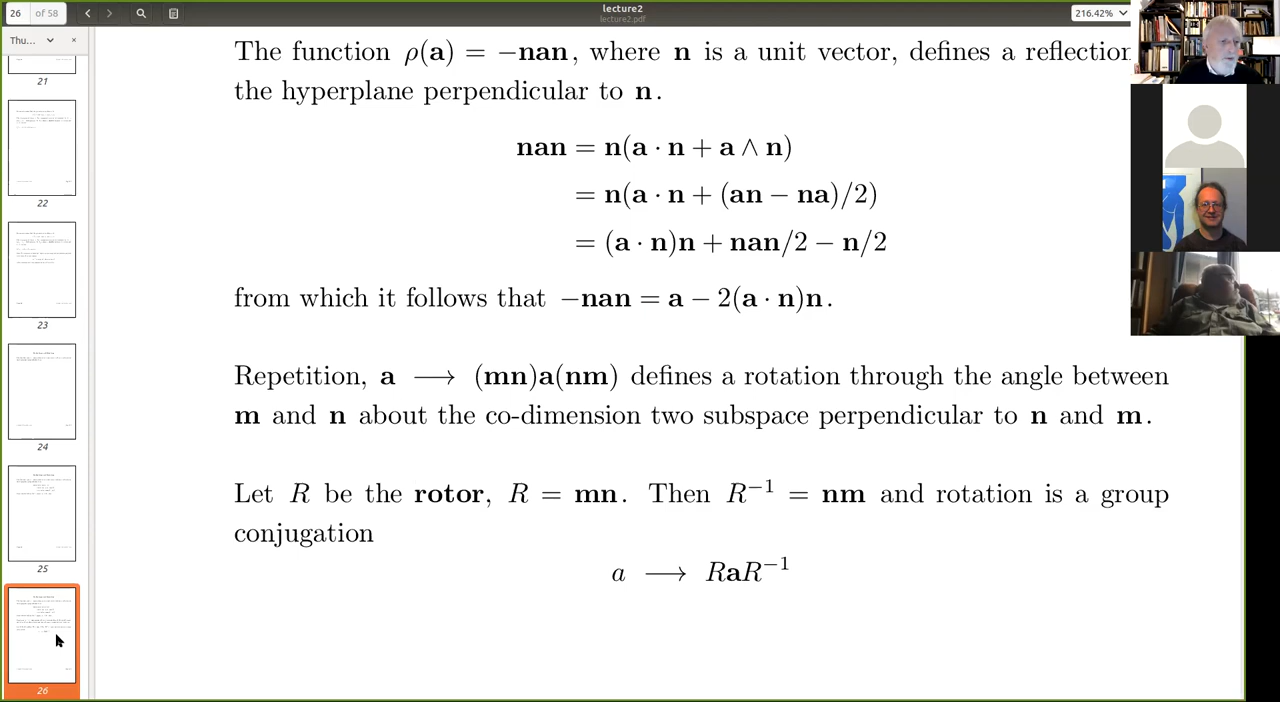 lecture2
lecture2.pdf
26 of 58
216.42%
Thu...
21
22
23
24
25
26
The function ρ(a) = −nan, where n is a unit vector, defines a reflection
the hyperplane perpendicular to n.
nan = n(a · n + a ∧ n)
= n(a · n + (an − na)/2)
= (a · n)n + nan/2 − n/2
from which it follows that −nan = a − 2(a · n)n.
Repetition, a ⟶ (mn)a(nm) defines a rotation through the angle between
m and n about the co-dimension two subspace perpendicular to n and m.
Let R be the rotor, R = mn. Then R⁻¹ = nm and rotation is a group
conjugation
a ⟶ RaR⁻¹